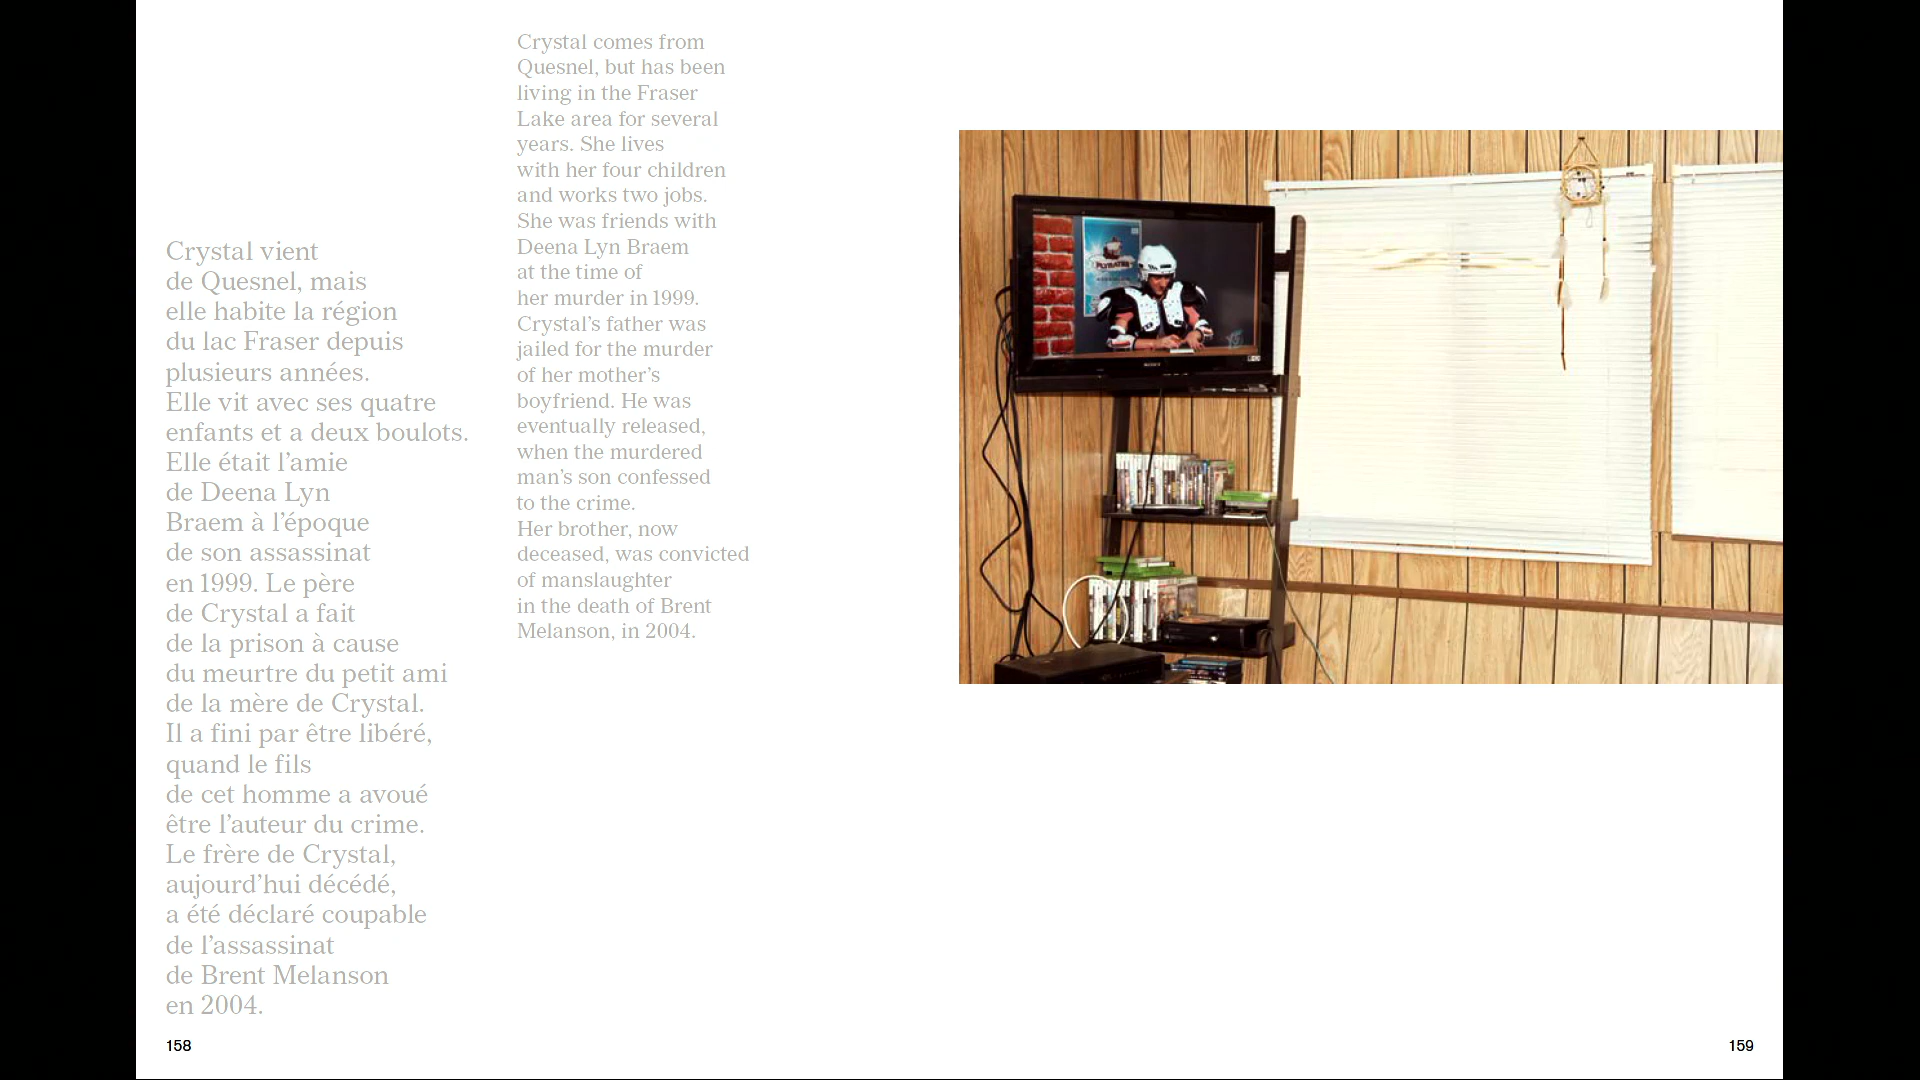 Crystal vient
de Quesnel, mais
elle habite la région
du lac Fraser depuis
plusieurs années.
Elle vit avec ses quatre
enfants et a deux boulots.
Elle était l’amie
de Deena Lyn
Braem à l’époque
de son assassinat
en 1999. Le père
de Crystal a fait
de la prison à cause
du meurtre du petit ami
de la mère de Crystal.
Il a fini par être libéré,
quand le fils
de cet homme a avoué
être l’auteur du crime.
Le frère de Crystal,
aujourd’hui décédé,
a été déclaré coupable
de l’assassinat
de Brent Melanson
en 2004.
158
Crystal comes from
Quesnel, but has been
living in the Fraser
Lake area for several
years. She lives
with her four children
and works two jobs.
She was friends with
Deena Lyn Braem
at the time of
her murder in 1999.
Crystal’s father was
jailed for the murder
of her mother’s
boyfriend. He was
eventually released,
when the murdered
man’s son confessed
to the crime.
Her brother, now
deceased, was convicted
of manslaughter
in the death of Brent
Melanson, in 2004.
SONY
159